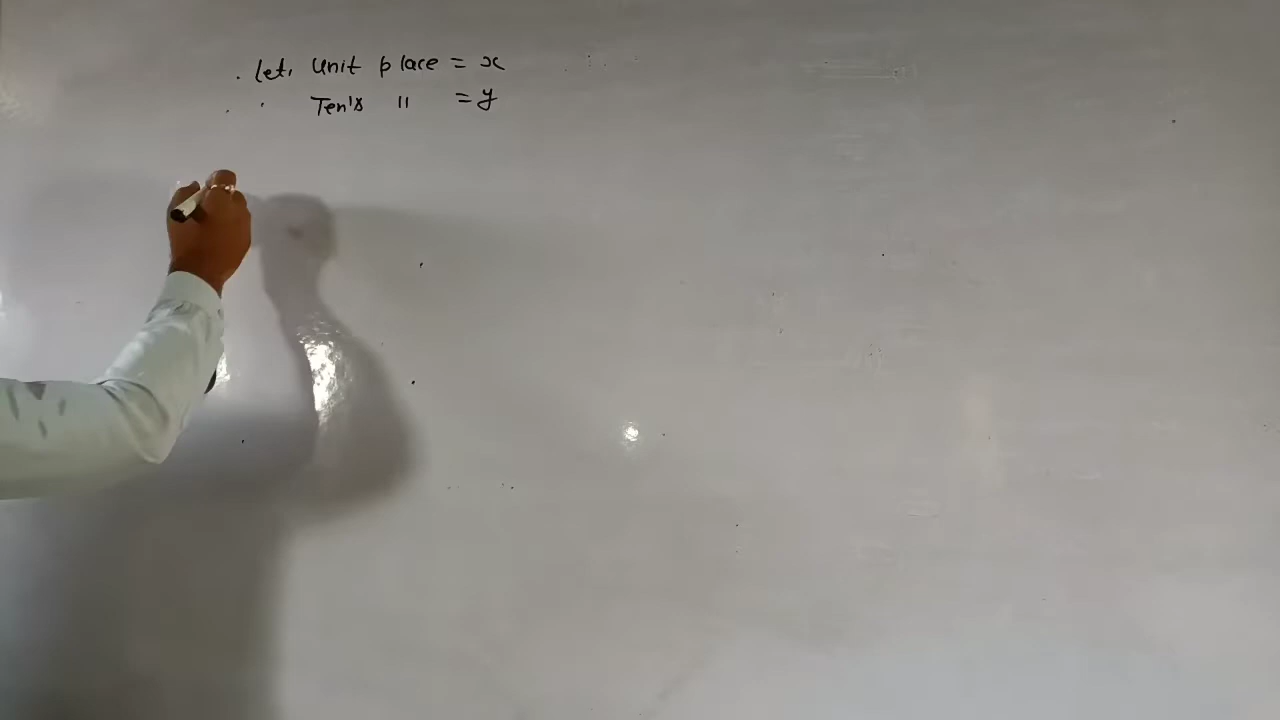 Let, Unit place = x
Ten's " = y